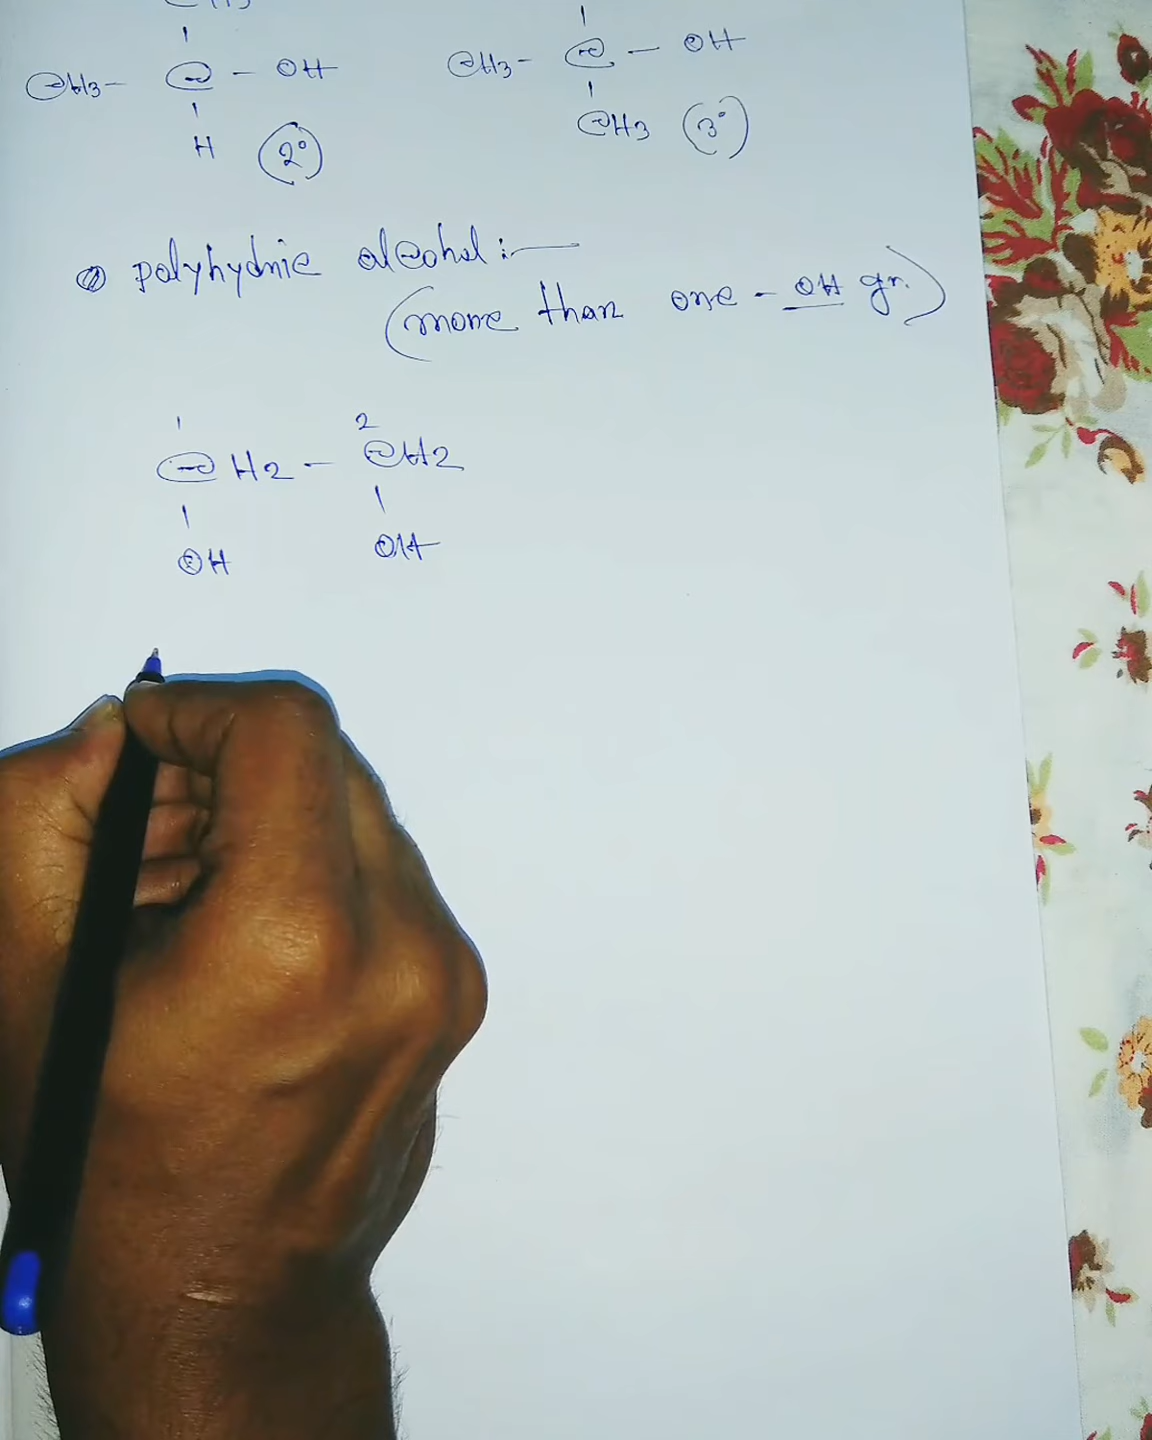 CH3
CH3 - C - OH
H (2°)
CH3 - C - OH
CH3 (3°)
polyhydric alcohol :—
(more than one - OH gr.)
1 2
CH2 - CH2
OH OH